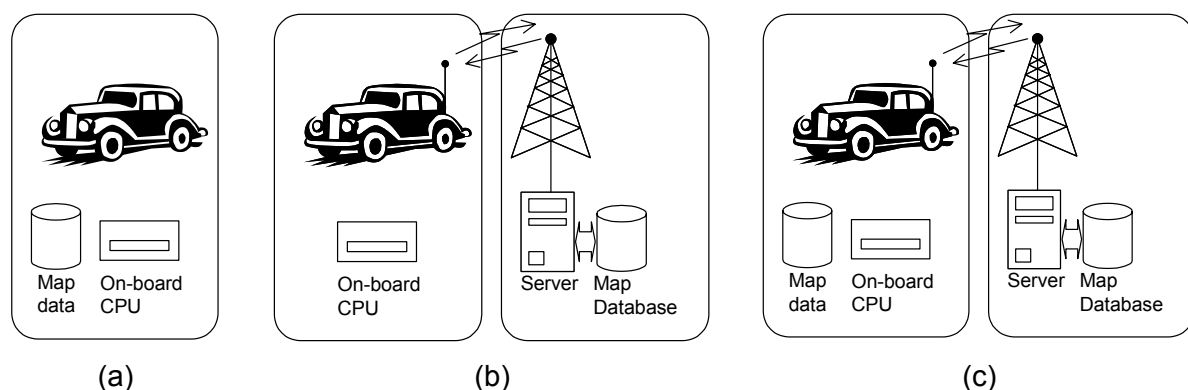 Map
data
On-board
CPU
(a)
On-board
CPU
Server
Map
Database
(b)
Map
data
On-board
CPU
Server
Map
Database
(c)